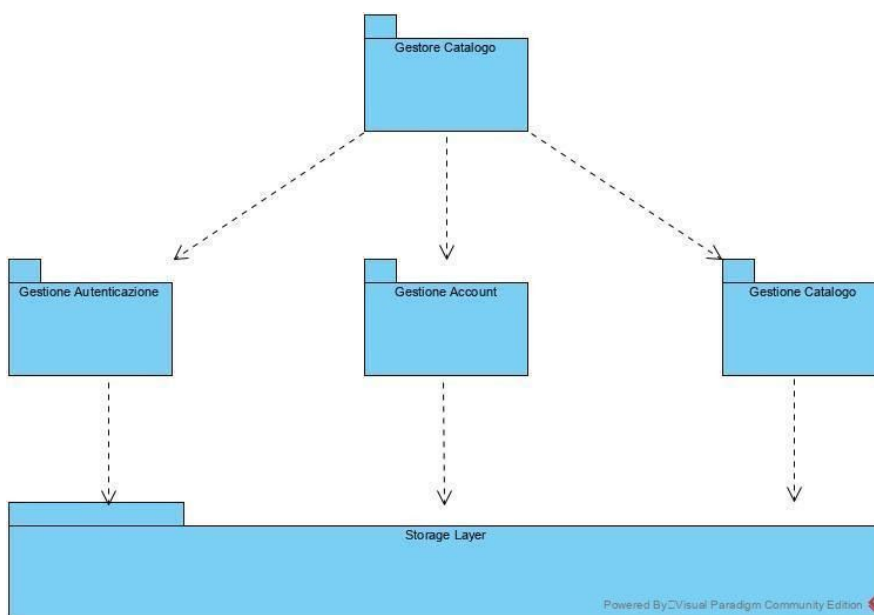 Gestore Catalogo
Gestione Autenticazione
Gestione Account
Gestione Catalogo
Storage Layer
Powered By Visual Paradigm Community Edition